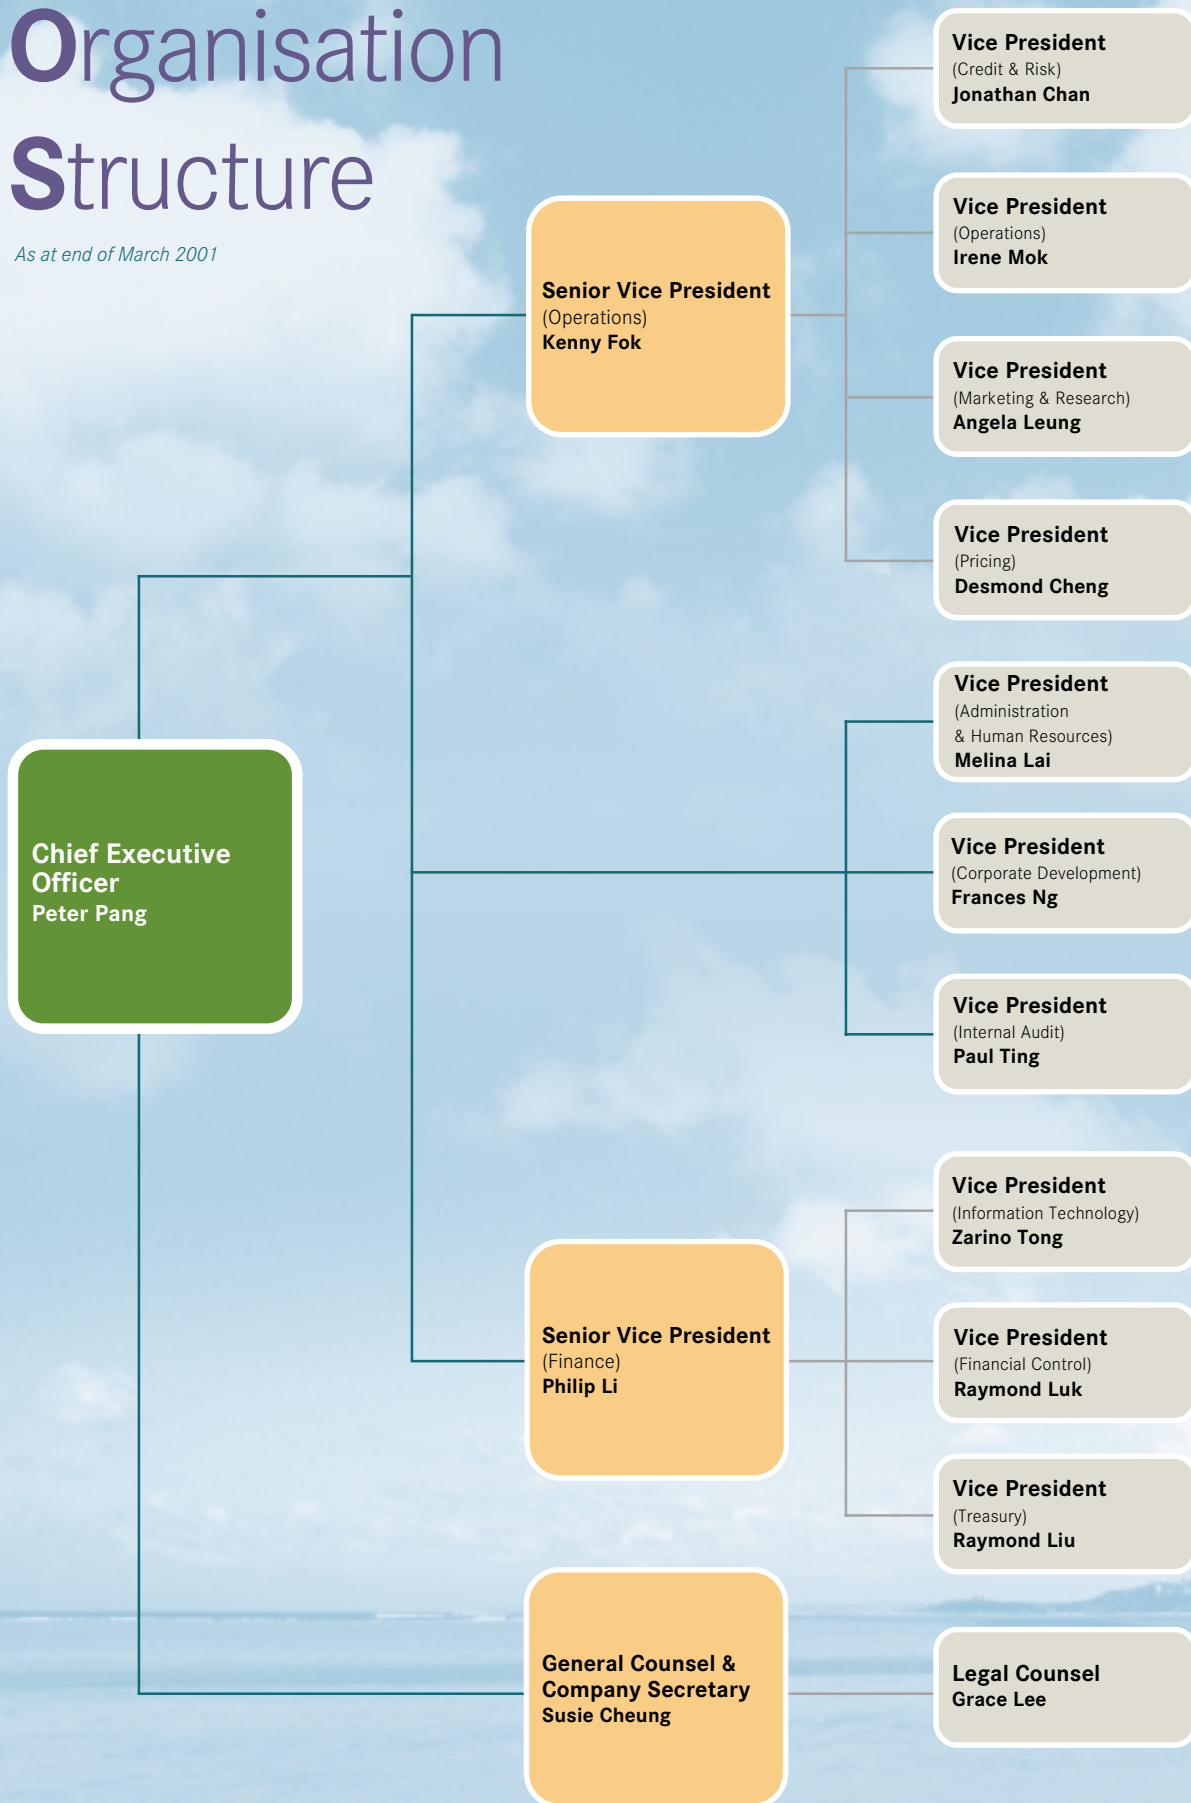 Organisation
Structure
As at end of March 2001
Chief Executive
Officer
Peter Pang
Senior Vice President
(Operations)
Kenny Fok
Senior Vice President
(Finance)
Philip Li
General Counsel &
Company Secretary
Susie Cheung
Vice President
(Credit & Risk)
Jonathan Chan
Vice President
(Operations)
Irene Mok
Vice President
(Marketing & Research)
Angela Leung
Vice President
(Pricing)
Desmond Cheng
Vice President
(Administration
& Human Resources)
Melina Lai
Vice President
(Corporate Development)
Frances Ng
Vice President
(Internal Audit)
Paul Ting
Vice President
(Information Technology)
Zarino Tong
Vice President
(Financial Control)
Raymond Luk
Vice President
(Treasury)
Raymond Liu
Legal Counsel
Grace Lee